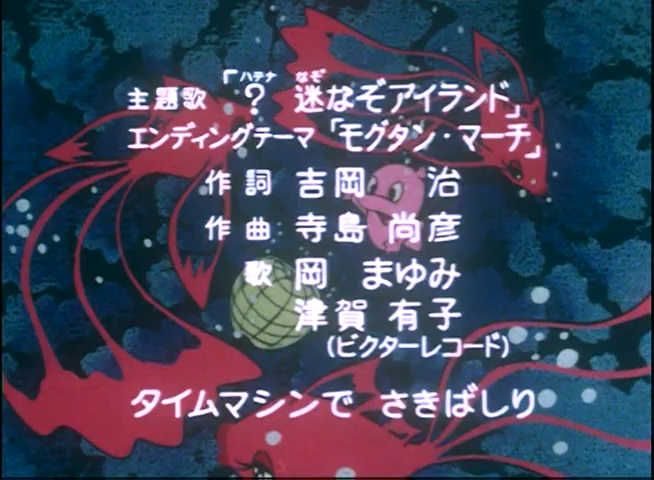 主題歌「？ 迷なぞアイランド」
エンディングテーマ「モグタン・マーチ」
作詞 吉岡 治
作曲 寺島 尚彦
歌 岡 まゆみ
津賀 有子
(ビクターレコード)
タイムマシンで さきばしり